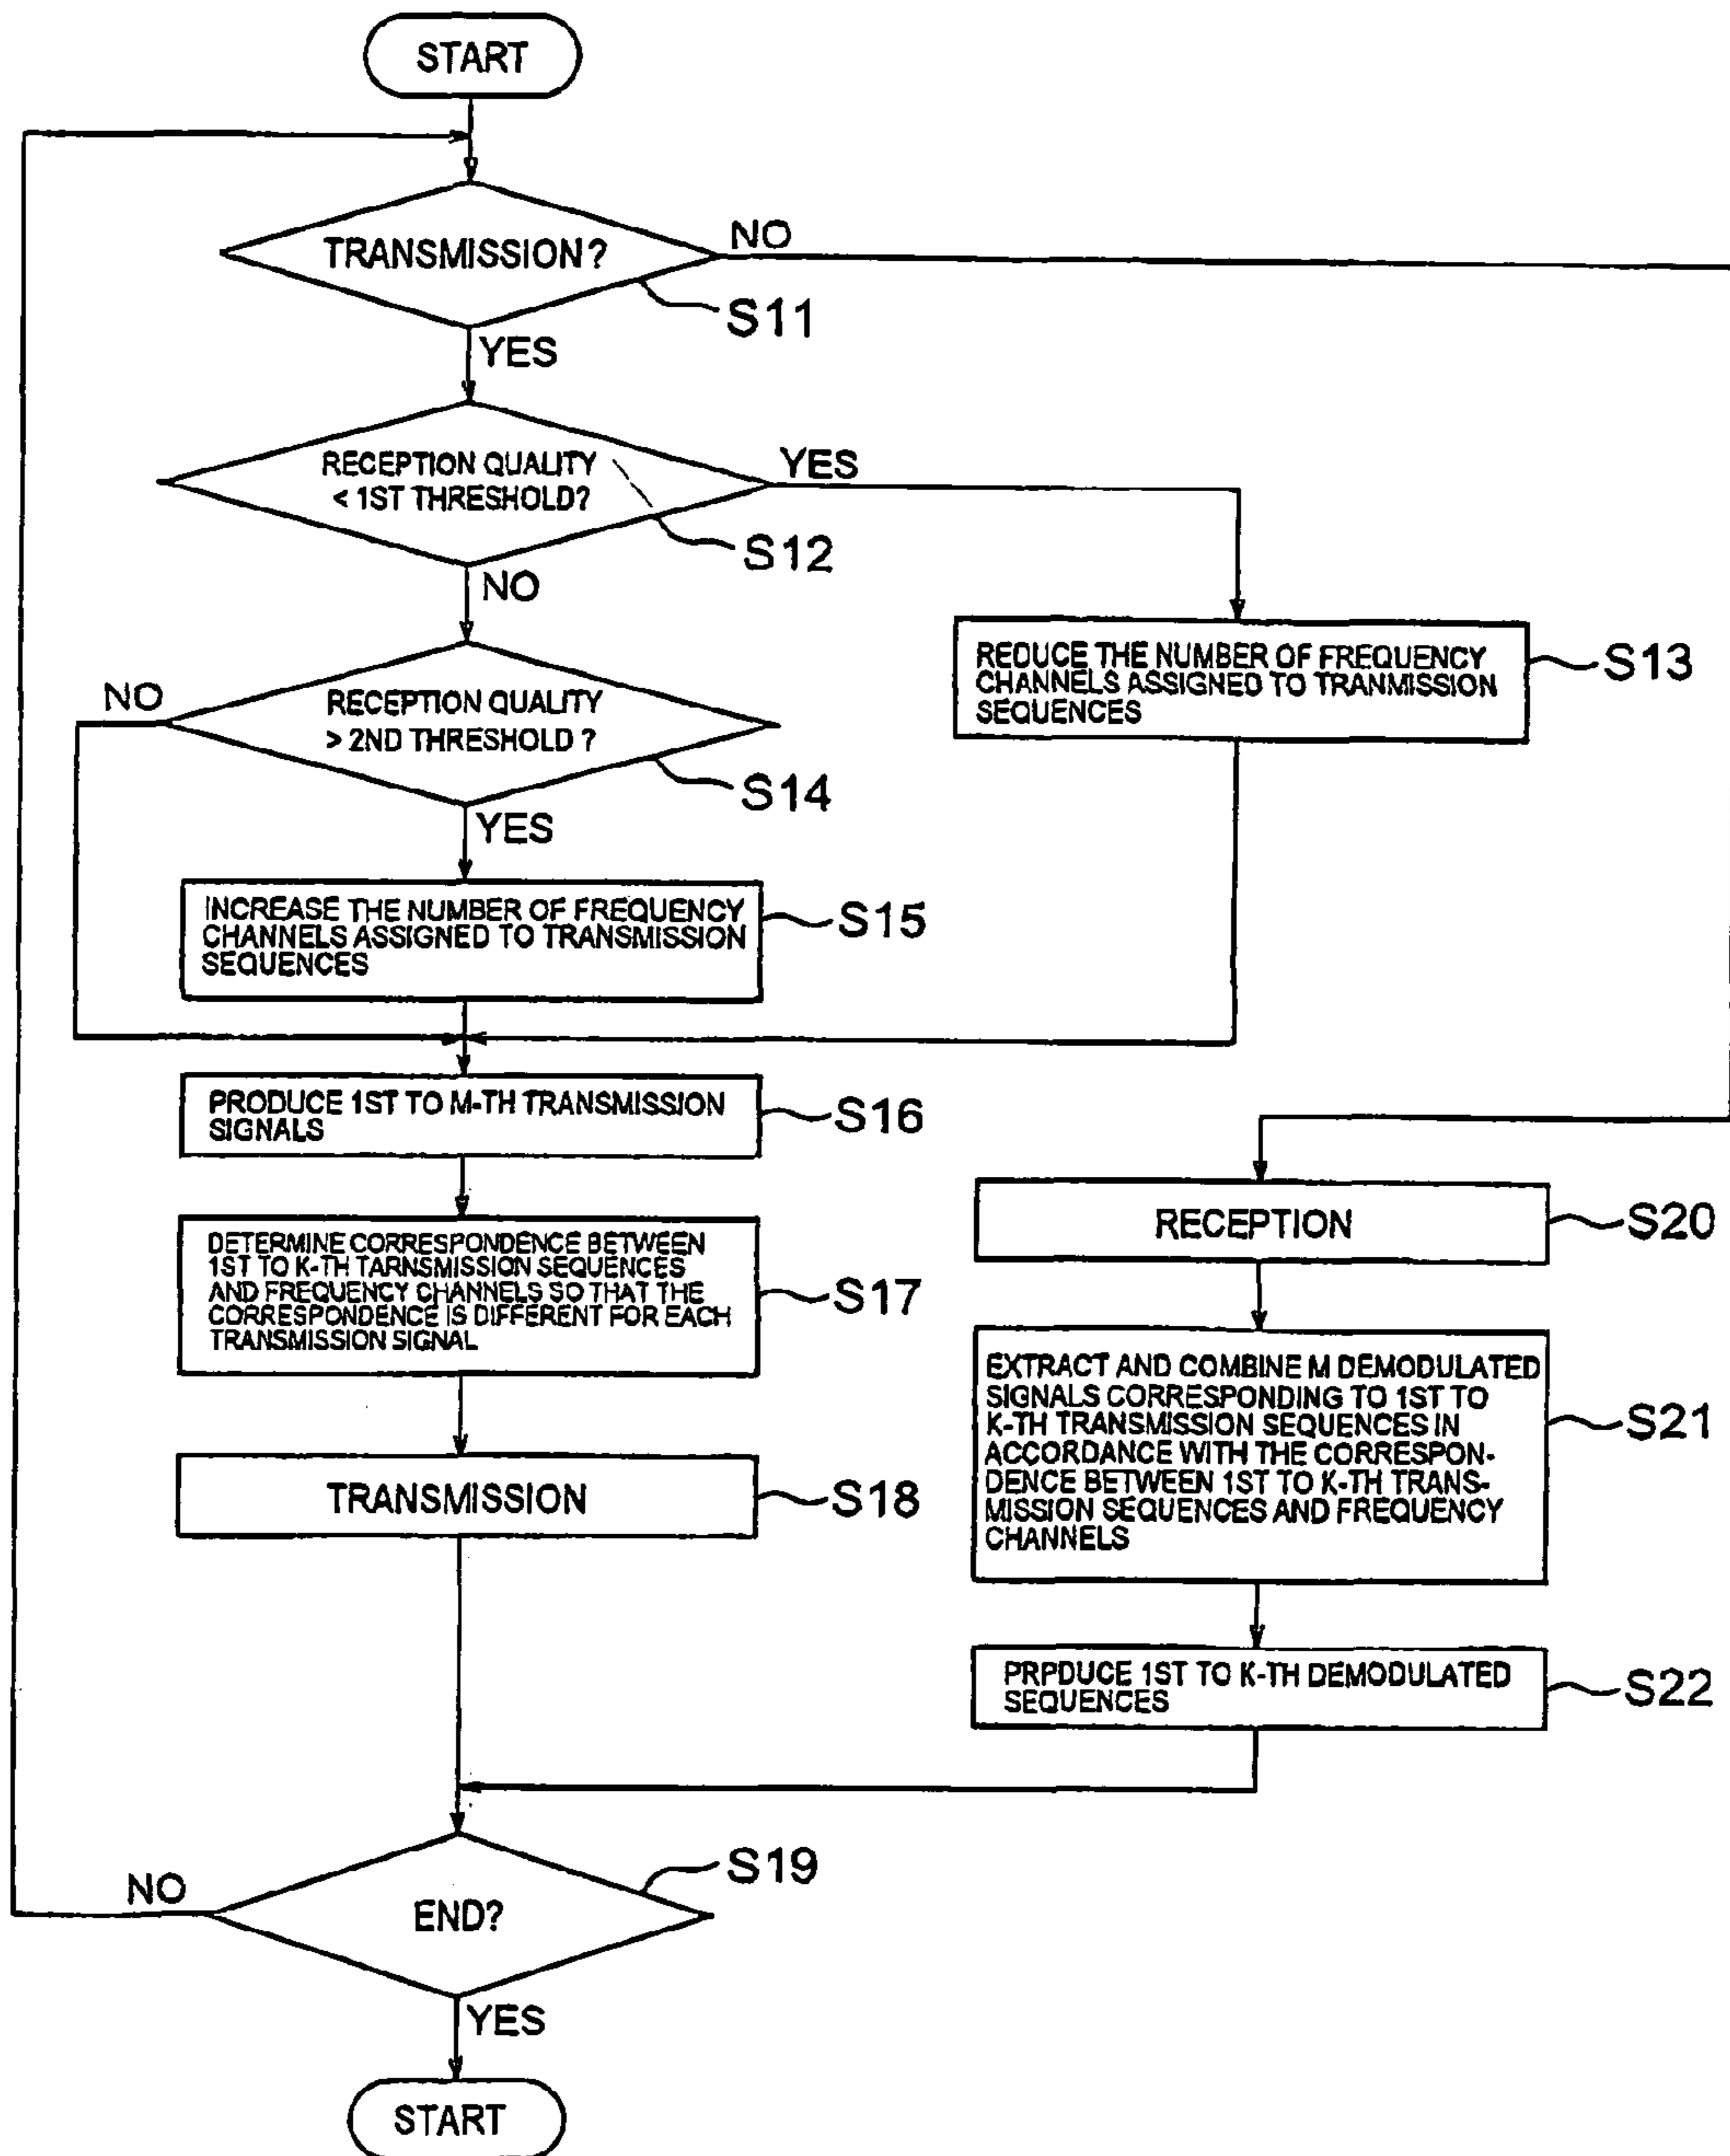 START
TRANSMISSION?
NO
S11
YES
RECEPTION QUALITY
< 1ST THRESHOLD?
YES
S12
NO
REDUCE THE NUMBER OF FREQUENCY
CHANNELS ASSIGNED TO TRANMISSION
SEQUENCES
S13
NO
RECEPTION QUALITY
> 2ND THRESHOLD ?
S14
YES
INCREASE THE NUMBER OF FREQUENCY
CHANNELS ASSIGNED TO TRANSMISSION
SEQUENCES
S15
PRODUCE 1ST TO M-TH TRANSMISSION
SIGNALS
S16
DETERMINE CORRESPONDENCE BETWEEN
1ST TO K-TH TARNSMISSION SEQUENCES
AND FREQUENCY CHANNELS SO THAT THE
CORRESPONDENCE IS DIFFERENT FOR EACH
TRANSMISSION SIGNAL
S17
TRANSMISSION
S18
RECEPTION
S20
EXTRACT AND COMBINE M DEMODULATED
SIGNALS CORRESPONDING TO 1ST TO
K-TH TRANSMISSION SEQUENCES IN
ACCORDANCE WITH THE CORRESPON-
DENCE BETWEEN 1ST TO K-TH TRANS-
MISSION SEQUENCES AND FREQUENCY
CHANNELS
S21
PRPDUCE 1ST TO K-TH DEMODULATED
SEQUENCES
S22
S19
NO
END?
YES
START